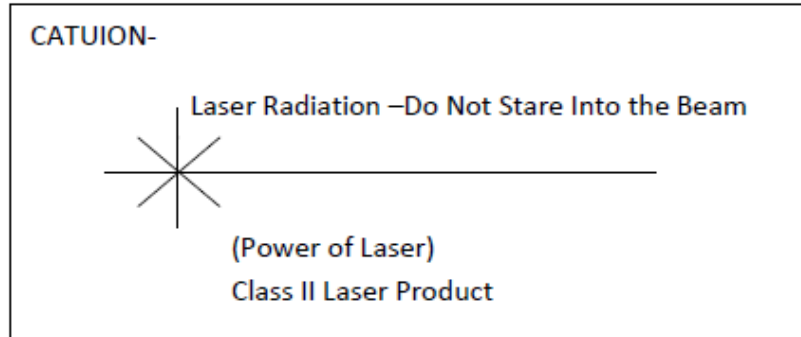 CATUION-
Laser Radiation –Do Not Stare Into the Beam
(Power of Laser)
Class II Laser Product